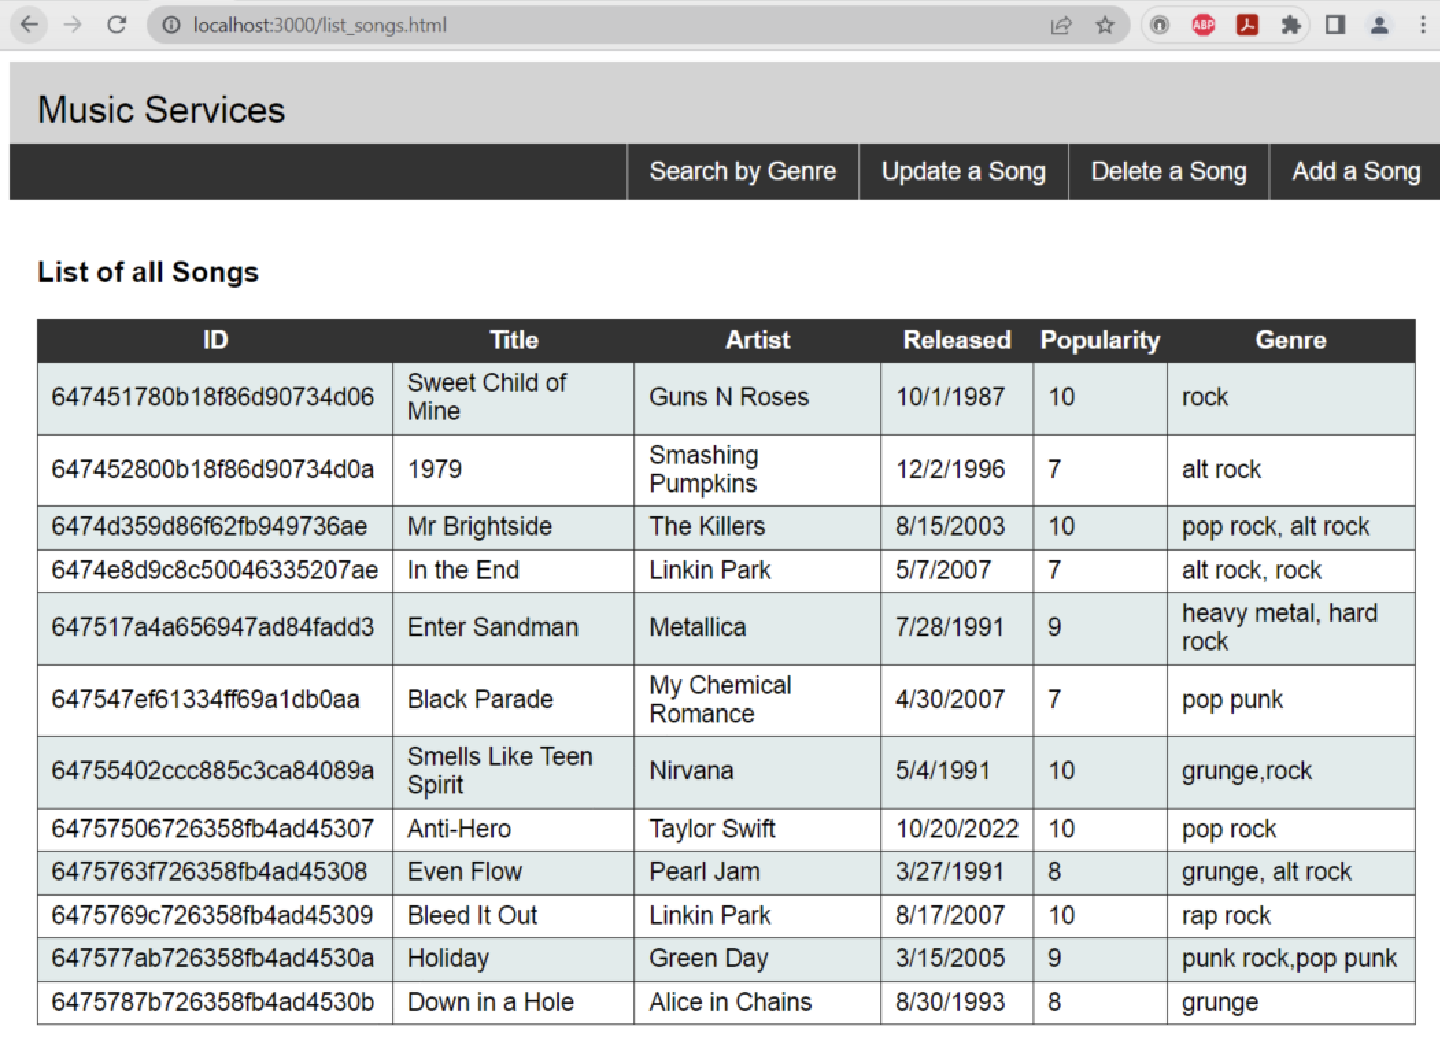 localhost:3000/list_songs.html
ABP
Music Services
Search by Genre Update a Song Delete a Song Add a Song
List of all Songs
ID Title Artist Released Popularity Genre
647451780b18f86d90734d06 Sweet Child of Mine Guns N Roses 10/1/1987 10 rock
647452800b18f86d90734d0a 1979 Smashing Pumpkins 12/2/1996 7 alt rock
6474d359d86f62fb949736ae Mr Brightside The Killers 8/15/2003 10 pop rock, alt rock
6474e8d9c8c50046335207ae In the End Linkin Park 5/7/2007 7 alt rock, rock
647517a4a656947ad84fadd3 Enter Sandman Metallica 7/28/1991 9 heavy metal, hard rock
647547ef61334ff69a1db0aa Black Parade My Chemical Romance 4/30/2007 7 pop punk
64755402ccc885c3ca84089a Smells Like Teen Spirit Nirvana 5/4/1991 10 grunge,rock
64757506726358fb4ad45307 Anti-Hero Taylor Swift 10/20/2022 10 pop rock
6475763f726358fb4ad45308 Even Flow Pearl Jam 3/27/1991 8 grunge, alt rock
6475769c726358fb4ad45309 Bleed It Out Linkin Park 8/17/2007 10 rap rock
647577ab726358fb4ad4530a Holiday Green Day 3/15/2005 9 punk rock,pop punk
6475787b726358fb4ad4530b Down in a Hole Alice in Chains 8/30/1993 8 grunge